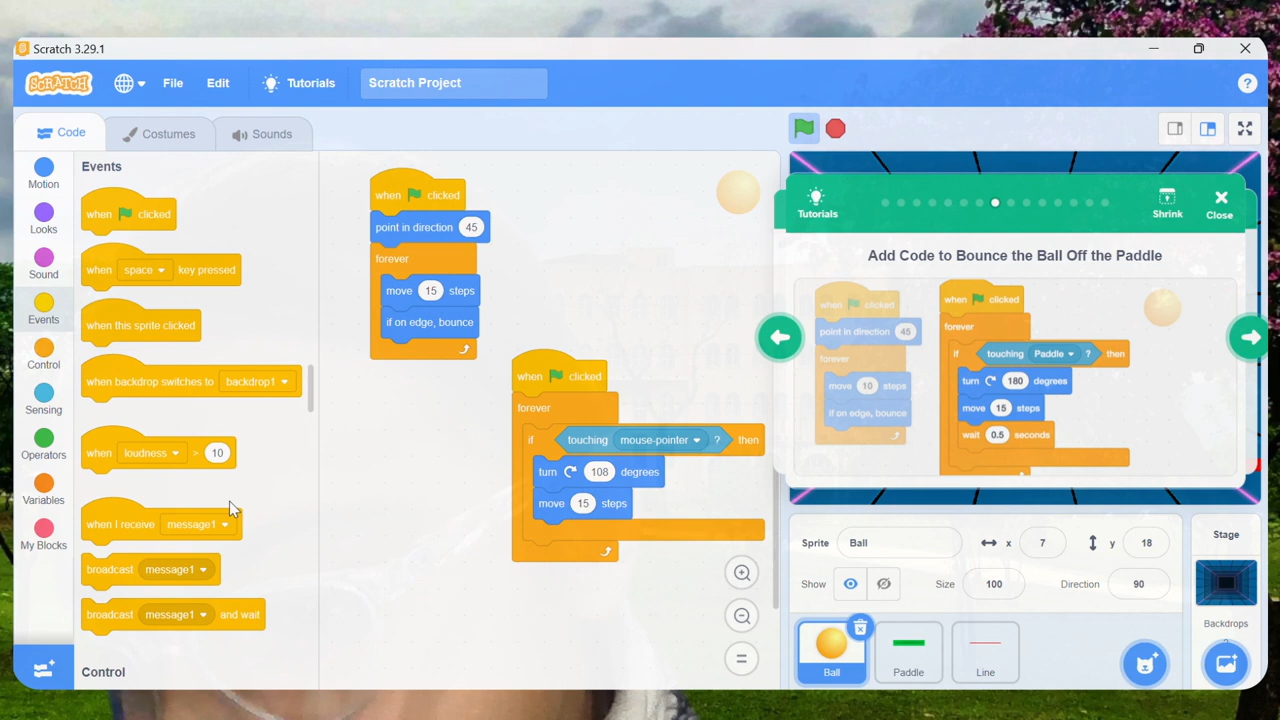 Scratch 3.29.1
SCRATCH
File
Edit
Tutorials
Scratch Project
?
Code
Costumes
Sounds
Motion
Looks
Sound
Events
Control
Sensing
Operators
Variables
My Blocks
Events
when clicked
when space key pressed
when this sprite clicked
when backdrop switches to backdrop1
when loudness > 10
when I receive message1
broadcast message1
broadcast message1 and wait
Control
when clicked
point in direction 45
forever
move 15 steps
if on edge, bounce
when clicked
forever
if touching mouse-pointer ? then
turn 108 degrees
move 15 steps
Tutorials
Shrink
Close
Add Code to Bounce the Ball Off the Paddle
when clicked
point in direction 45
forever
move 10 steps
if on edge, bounce
when clicked
forever
if touching Paddle ? then
turn 180 degrees
move 15 steps
wait 0.5 seconds
Sprite Ball x 7 y 18
Show Size 100 Direction 90
Ball
Paddle
Line
Stage
Backdrops